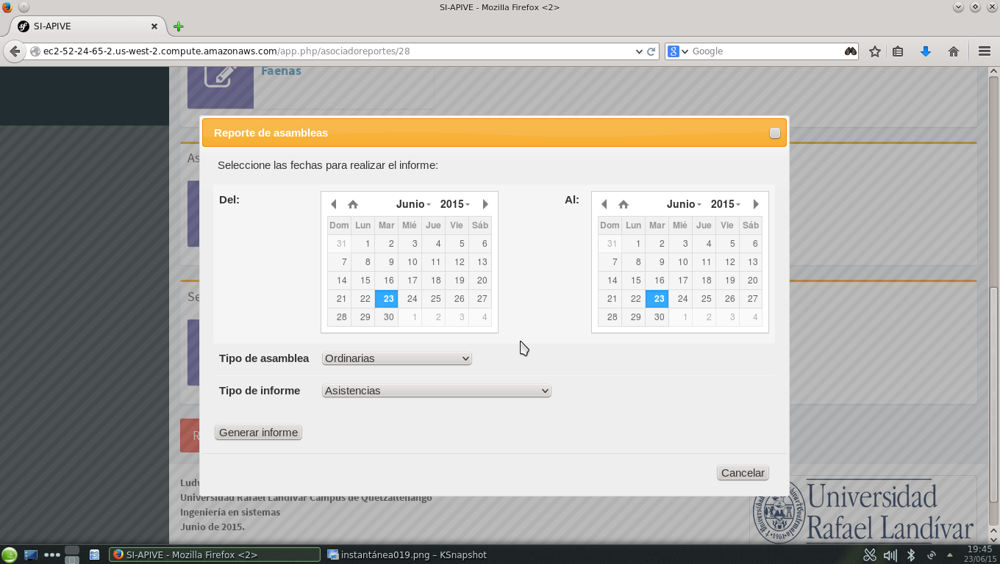 SI-APIVE - Mozilla Firefox <2>
SI-APIVE
ec2-52-24-65-2.us-west-2.compute.amazonaws.com/app.php/asociadoreportes/28
Google
Faenas
Reporte de asambleas
Seleccione las fechas para realizar el informe:
Del:
Junio 2015
Dom Lun Mar Mié Jue Vie Sáb
31 1 2 3 4 5 6
7 8 9 10 11 12 13
14 15 16 17 18 19 20
21 22 23 24 25 26 27
28 29 30 1 2 3 4
Al:
Junio 2015
Dom Lun Mar Mié Jue Vie Sáb
31 1 2 3 4 5 6
7 8 9 10 11 12 13
14 15 16 17 18 19 20
21 22 23 24 25 26 27
28 29 30 1 2 3 4
Tipo de asamblea Ordinarias
Tipo de informe Asistencias
Generar informe
Cancelar
Universidad Rafael Landívar Campus de Quetzaltenango
Ingeniería en sistemas
Junio de 2015.
Universidad
Rafael Landívar
SI-APIVE - Mozilla Firefox <2>
instantánea019.png – KSnapshot
19:45
23/06/15